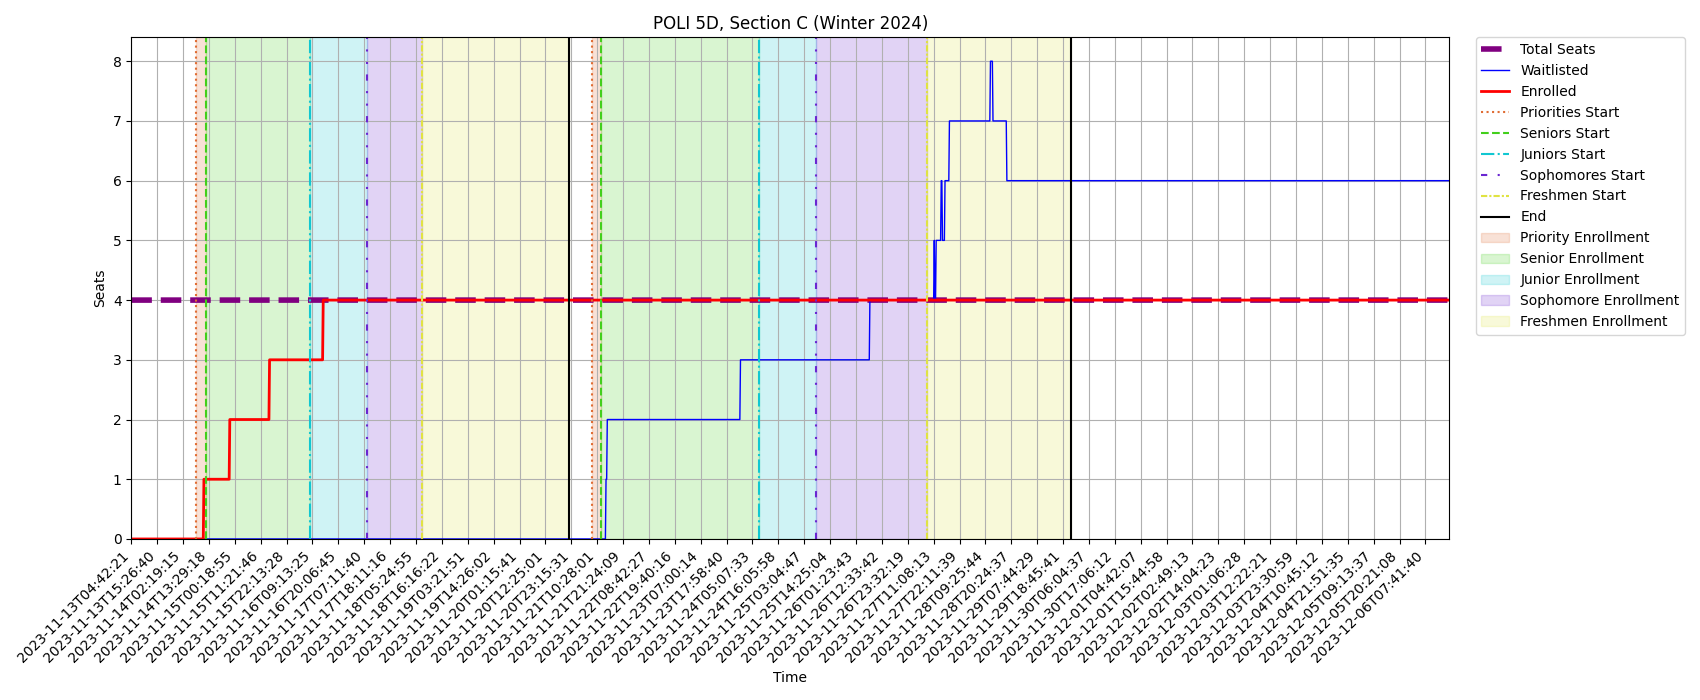 POLI 5D, Section C (Winter 2024)
Seats
8
7
6
5
4
3
2
1
0
2023-11-13T04:42:21
2023-11-13T15:26:40
2023-11-14T02:19:15
2023-11-14T13:29:18
2023-11-15T00:18:55
2023-11-15T11:21:46
2023-11-15T22:13:28
2023-11-16T09:13:25
2023-11-16T20:06:45
2023-11-17T07:11:40
2023-11-17T18:11:16
2023-11-18T05:24:55
2023-11-18T16:16:22
2023-11-19T03:21:51
2023-11-19T14:26:02
2023-11-20T01:15:41
2023-11-20T12:25:01
2023-11-20T23:15:31
2023-11-21T10:28:01
2023-11-21T21:24:09
2023-11-22T08:42:27
2023-11-22T19:40:16
2023-11-23T07:00:14
2023-11-23T17:58:40
2023-11-24T05:07:33
2023-11-24T16:05:58
2023-11-25T03:04:47
2023-11-25T14:25:04
2023-11-26T01:23:43
2023-11-26T12:33:42
2023-11-26T23:32:19
2023-11-27T11:08:13
2023-11-27T22:11:39
2023-11-28T09:25:44
2023-11-28T20:24:37
2023-11-29T07:44:29
2023-11-29T18:45:41
2023-11-30T06:04:37
2023-11-30T17:06:12
2023-12-01T04:42:07
2023-12-01T15:44:58
2023-12-02T02:49:13
2023-12-02T14:04:23
2023-12-03T01:06:28
2023-12-03T12:22:21
2023-12-03T23:30:59
2023-12-04T10:45:12
2023-12-04T21:51:35
2023-12-05T09:13:37
2023-12-05T20:21:08
2023-12-06T07:41:40
Time
Total Seats
Waitlisted
Enrolled
Priorities Start
Seniors Start
Juniors Start
Sophomores Start
Freshmen Start
End
Priority Enrollment
Senior Enrollment
Junior Enrollment
Sophomore Enrollment
Freshmen Enrollment